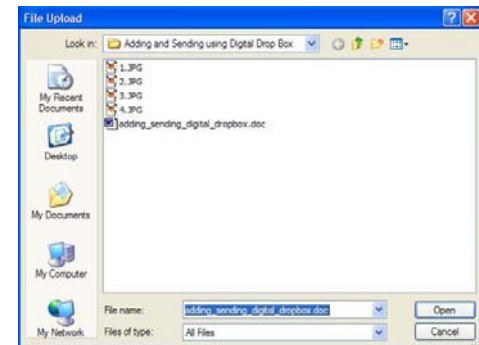 File Upload
Look in:
Adding and Sending using Digital Drop Box
1.JPG
2.JPG
3.JPG
4.JPG
adding_sending_digital_dropbox.doc
My Recent
Documents
Desktop
My Documents
My Computer
My Network
File name:
adding_sending_digital_dropbox.doc
Open
Files of type:
All Files
Cancel